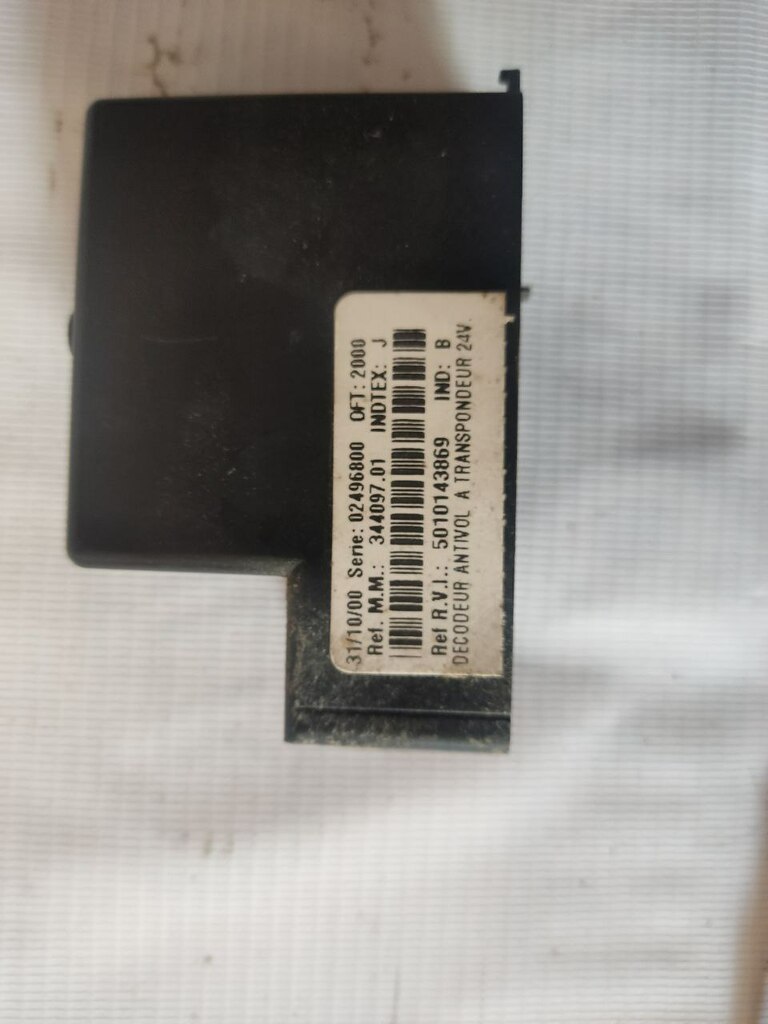 31/10/00 Serie: 02496800 OFT: 2000
Ref. M.M.: 344097.01 INDTEX: J
Ref R.V.I.: 5010143869 IND: B
DECODEUR ANTIVOL A TRANSPONDEUR 24V.